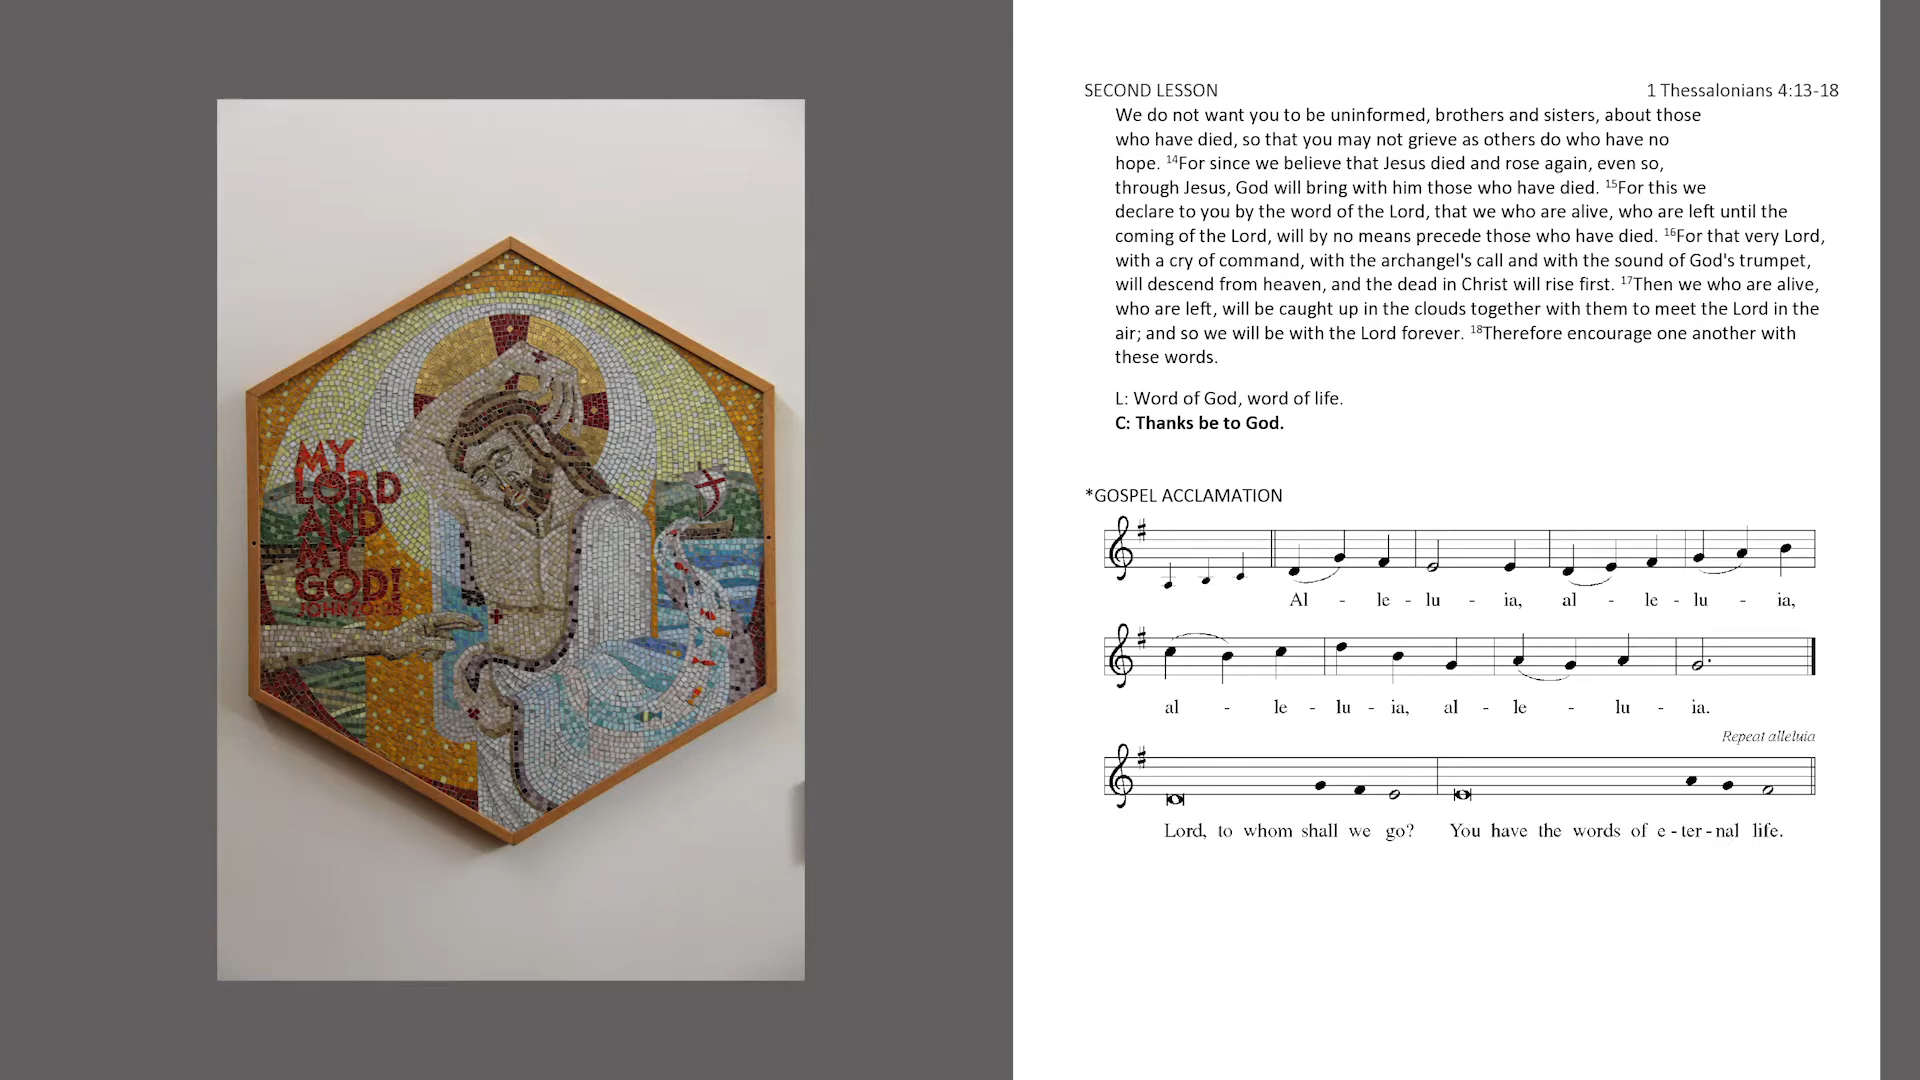 MY
LORD
AND
MY
GOD!
JOHN 20:28
SECOND LESSON 1 Thessalonians 4:13-18
We do not want you to be uninformed, brothers and sisters, about those
who have died, so that you may not grieve as others do who have no
hope. ¹⁴For since we believe that Jesus died and rose again, even so,
through Jesus, God will bring with him those who have died. ¹⁵For this we
declare to you by the word of the Lord, that we who are alive, who are left until the
coming of the Lord, will by no means precede those who have died. ¹⁶For that very Lord,
with a cry of command, with the archangel's call and with the sound of God's trumpet,
will descend from heaven, and the dead in Christ will rise first. ¹⁷Then we who are alive,
who are left, will be caught up in the clouds together with them to meet the Lord in the
air; and so we will be with the Lord forever. ¹⁸Therefore encourage one another with
these words.
L: Word of God, word of life.
C: Thanks be to God.
*GOSPEL ACCLAMATION
Al - le - lu - ia, al - le - lu - ia,
al - le - lu - ia, al - le - lu - ia.
Repeat alleluia
Lord, to whom shall we go? You have the words of e - ter - nal life.